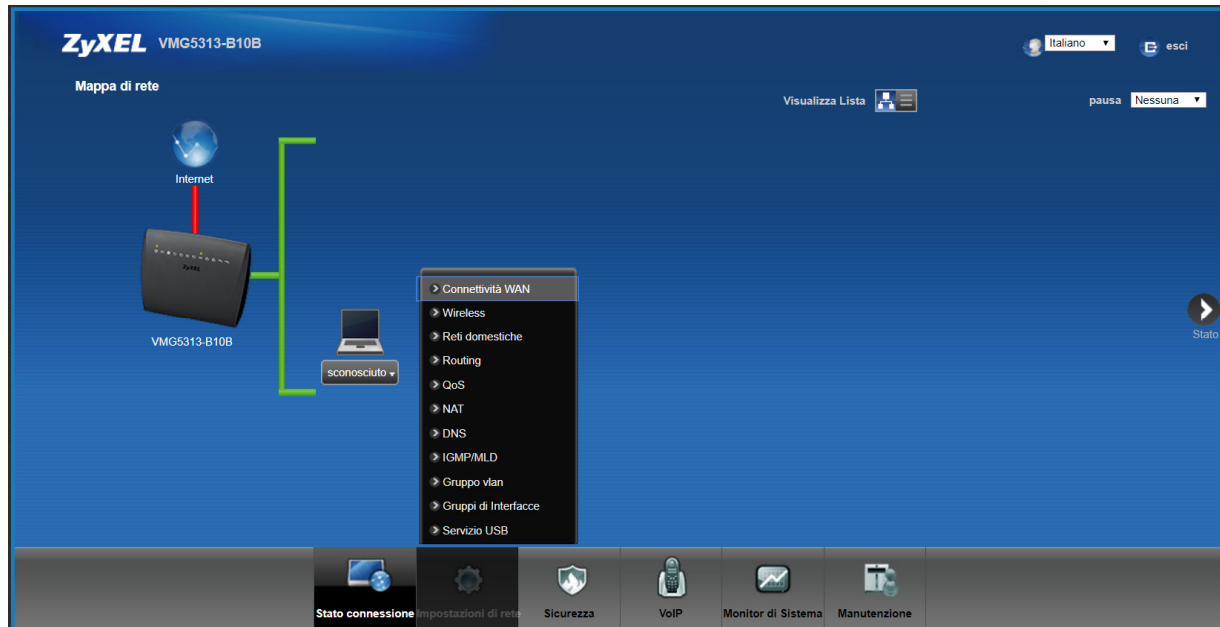 ZyXEL VMG5313-B10B
Italiano
esci
Mappa di rete
Visualizza Lista
pausa Nessuna
Internet
ZyXEL
VMG5313-B10B
sconosciuto
Stato
Connettività WAN
Wireless
Reti domestiche
Routing
QoS
NAT
DNS
IGMP/MLD
Gruppo vlan
Gruppi di Interfacce
Servizio USB
Stato connessione
Impostazioni di rete
Sicurezza
VoIP
Monitor di Sistema
Manutenzione